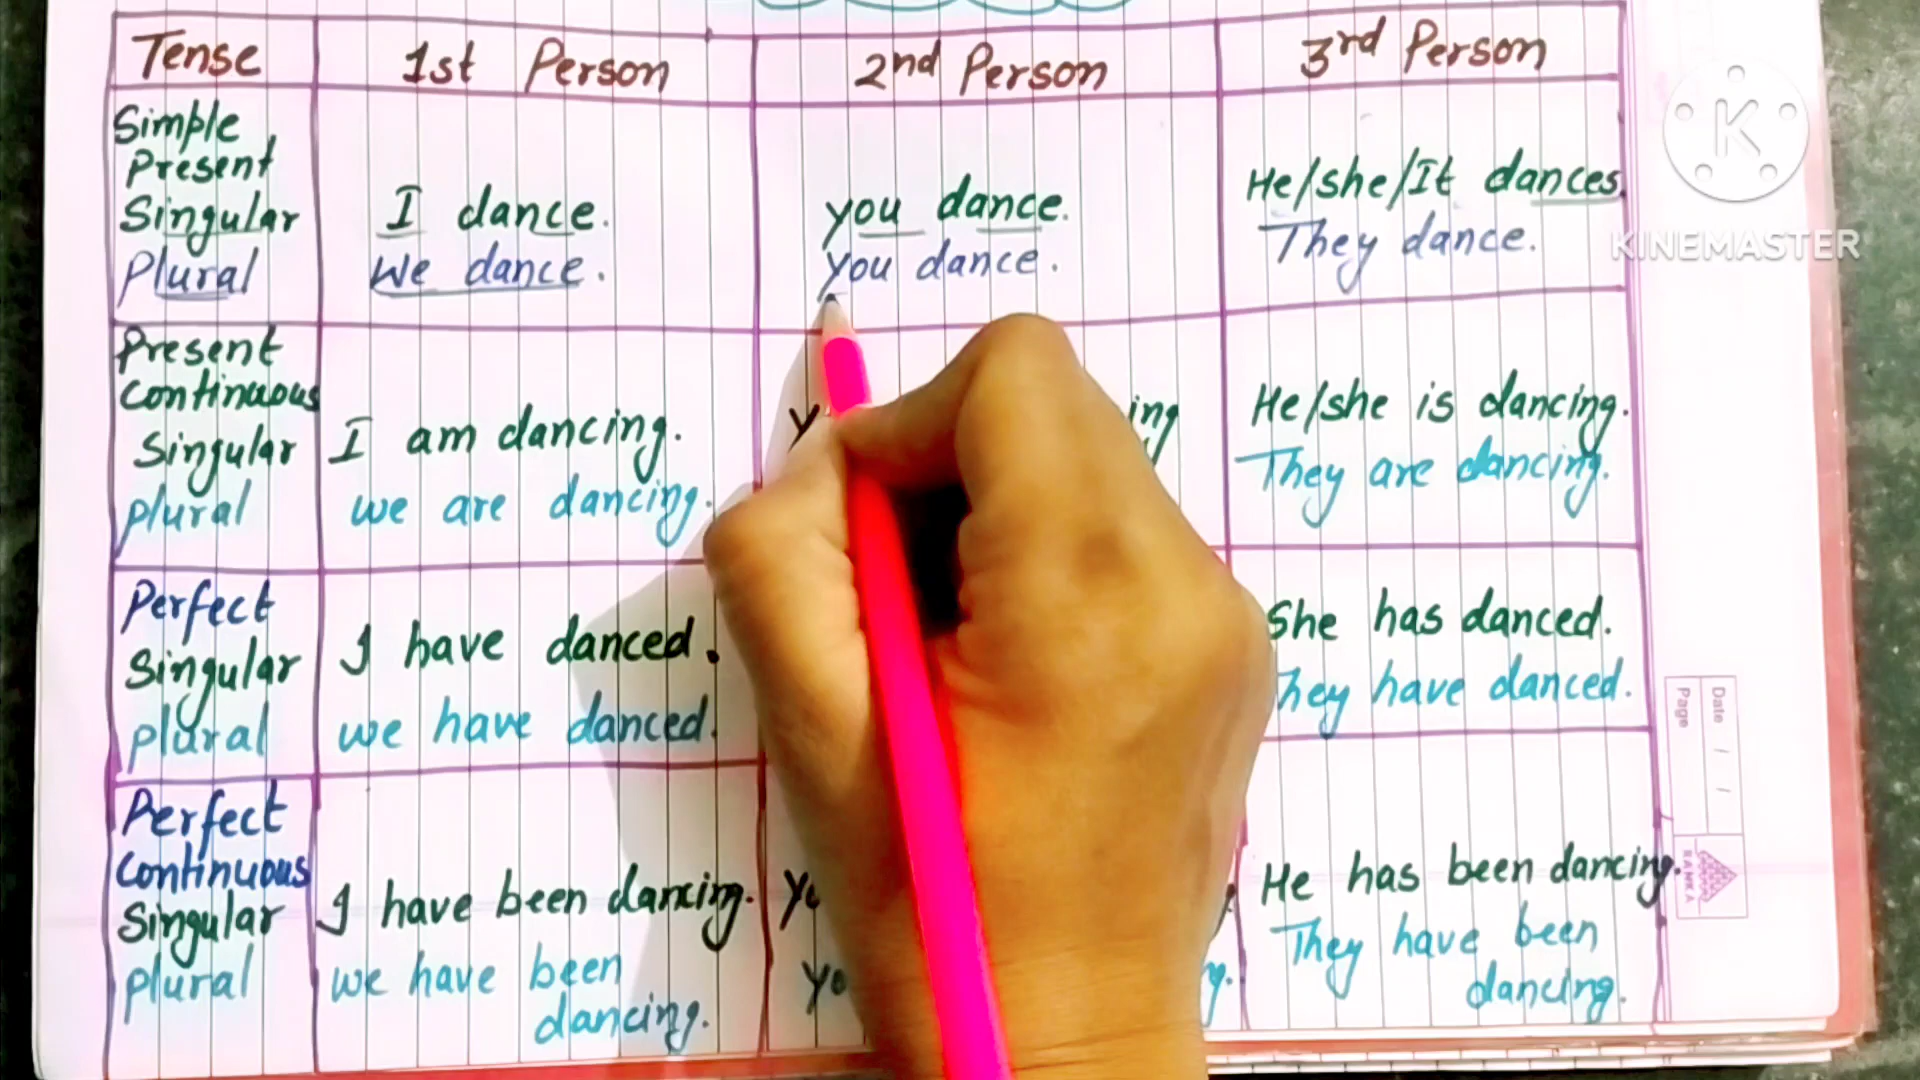 Tense
1st Person
2nd Person
3rd Person
Simple
Present
Singular
Plural
I dance.
We dance.
you dance.
you dance.
He/she/It dances.
They dance.
Present
Continuous
Singular
plural
I am dancing.
we are dancing.
He/she is dancing.
They are dancing.
Perfect
Singular
plural
I have danced.
we have danced.
She has danced.
They have danced.
Perfect
Continuous
Singular
plural
I have been dancing.
we have been
dancing.
He has been dancing.
They have been
dancing.
KINEMASTER
Date / /
Page